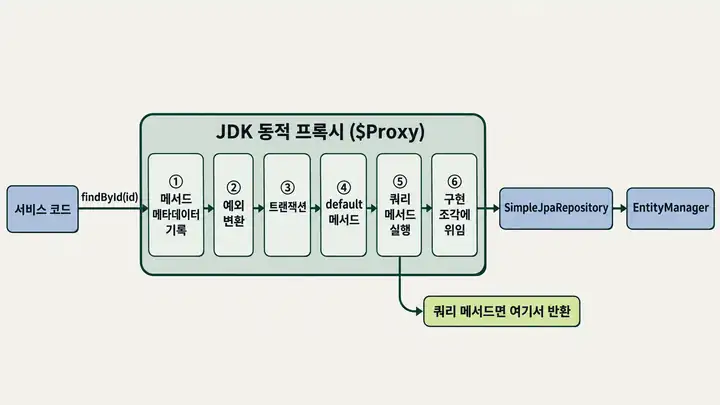 JDK 동적 프록시 ($Proxy)
서비스 코드
findById(id)
①
메서드
메타데이터
기록
②
예외
변환
③
트랜잭션
④
default
메서드
⑤
쿼리
메서드
실행
⑥
구현
조각에
위임
SimpleJpaRepository
EntityManager
쿼리 메서드면 여기서 반환